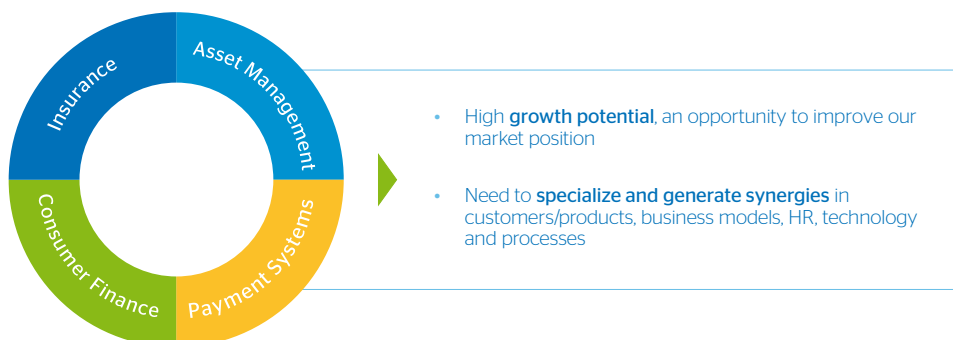 Insurance
Asset Management
Consumer Finance
Payment Systems
• High growth potential, an opportunity to improve our
market position
• Need to specialize and generate synergies in
customers/products, business models, HR, technology
and processes